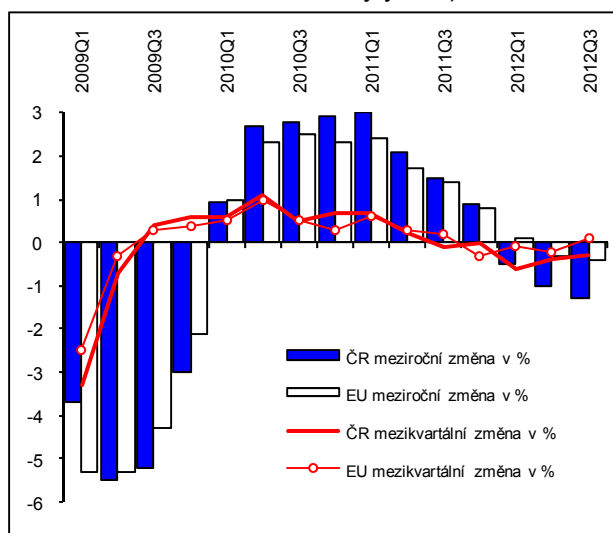 2009Q1
2009Q3
2010Q1
2010Q3
2011Q1
2011Q3
2012Q1
2012Q3
3
2
1
0
-1
-2
-3
-4
-5
-6
ČR meziroční změna v %
EU meziroční změna v %
ČR mezikvartální změna v %
EU mezikvartální změna v %